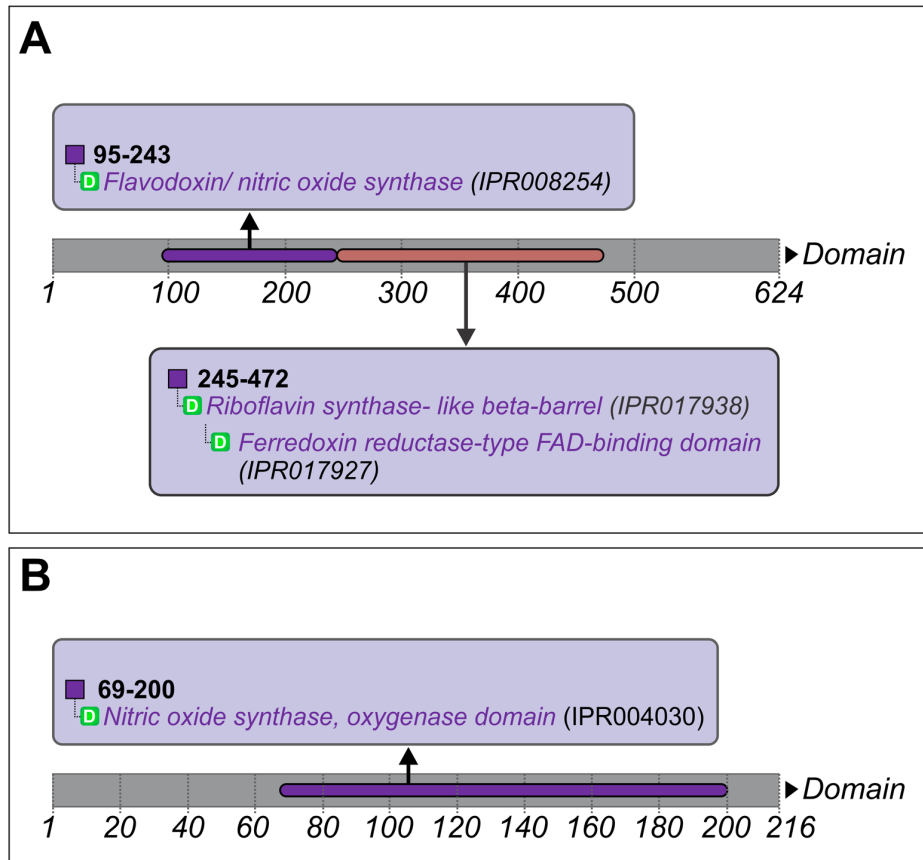 A
95-243
D Flavodoxin/ nitric oxide synthase (IPR008254)
Domain
1 100 200 300 400 500 624
245-472
D Riboflavin synthase- like beta-barrel (IPR017938)
D Ferredoxin reductase-type FAD-binding domain
(IPR017927)
B
69-200
D Nitric oxide synthase, oxygenase domain (IPR004030)
Domain
1 20 40 60 80 100 120 140 160 180 200 216